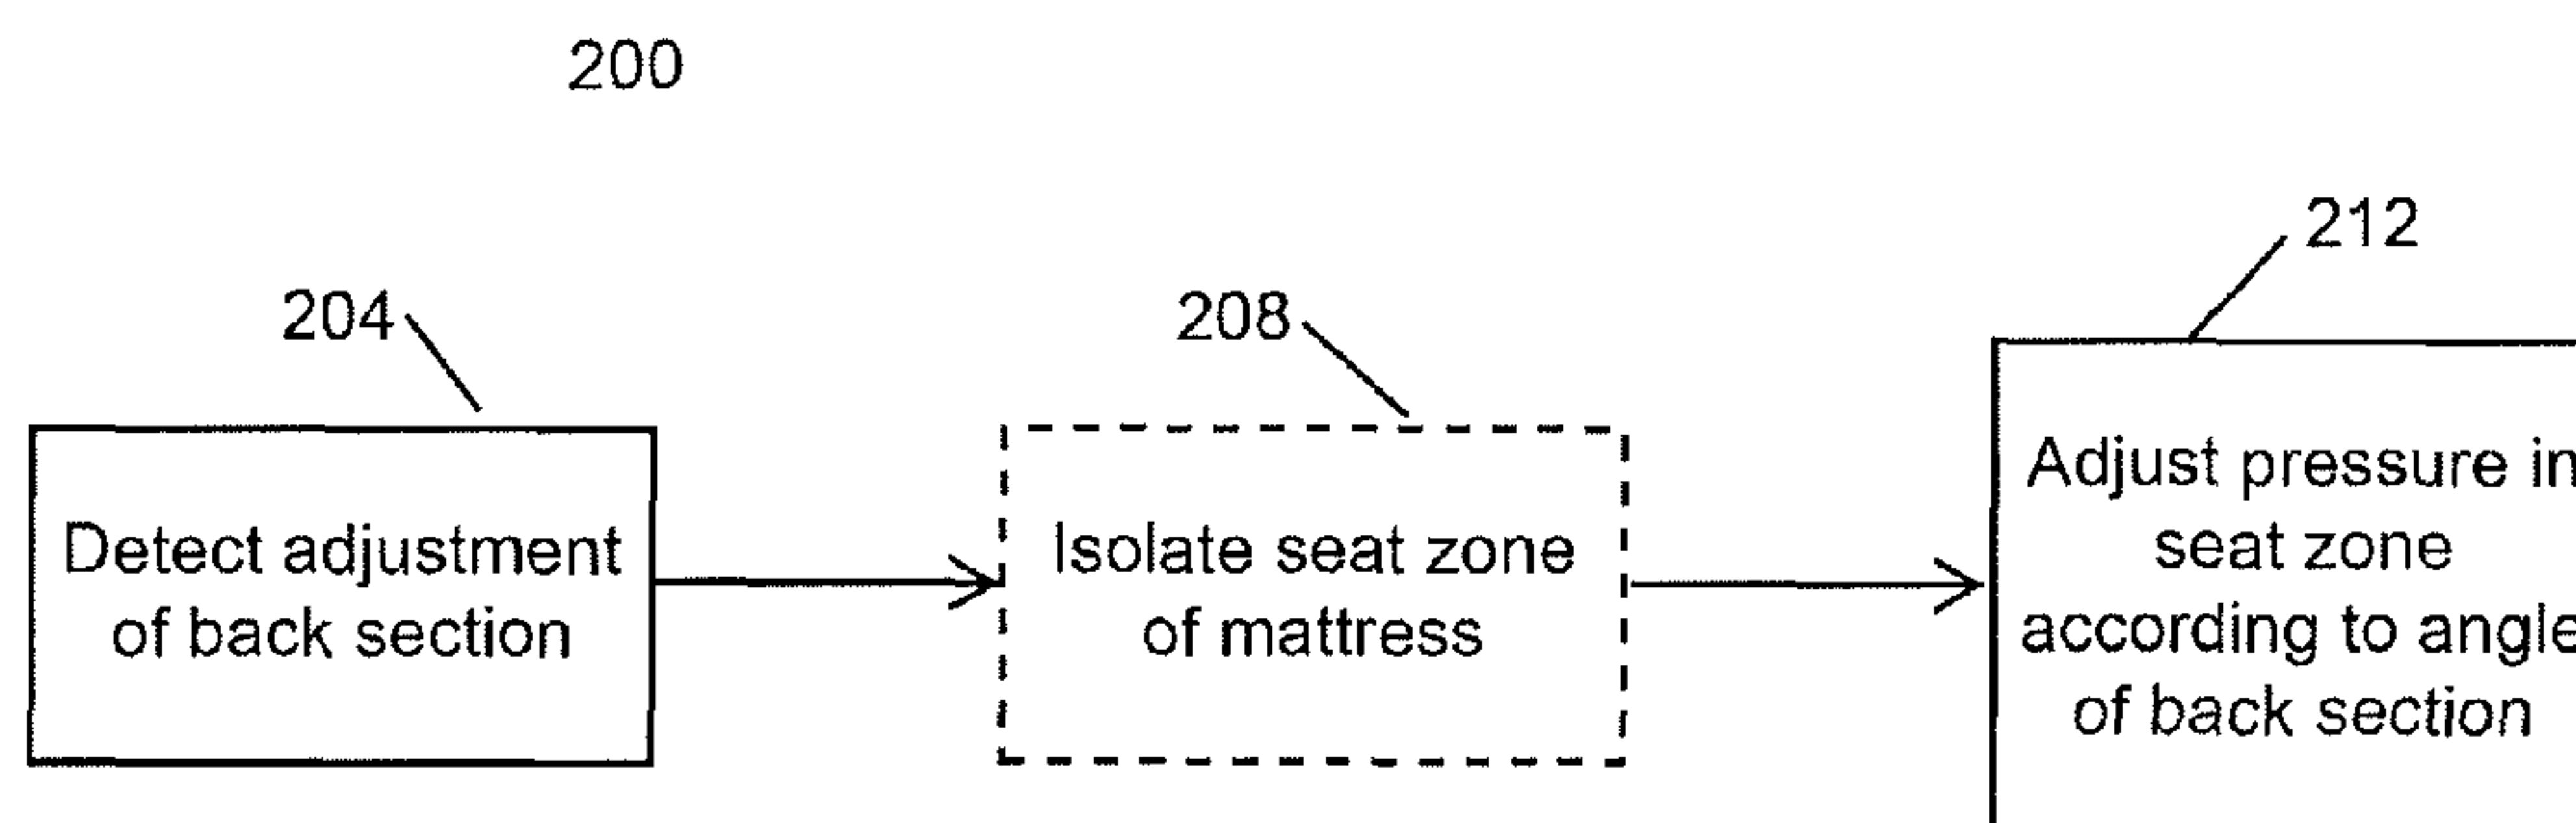 200
212
204
208
Adjust pressure in
Detect adjustment
of back section
Isolate seat zone
of mattress
seat zone
according to angle
of back section